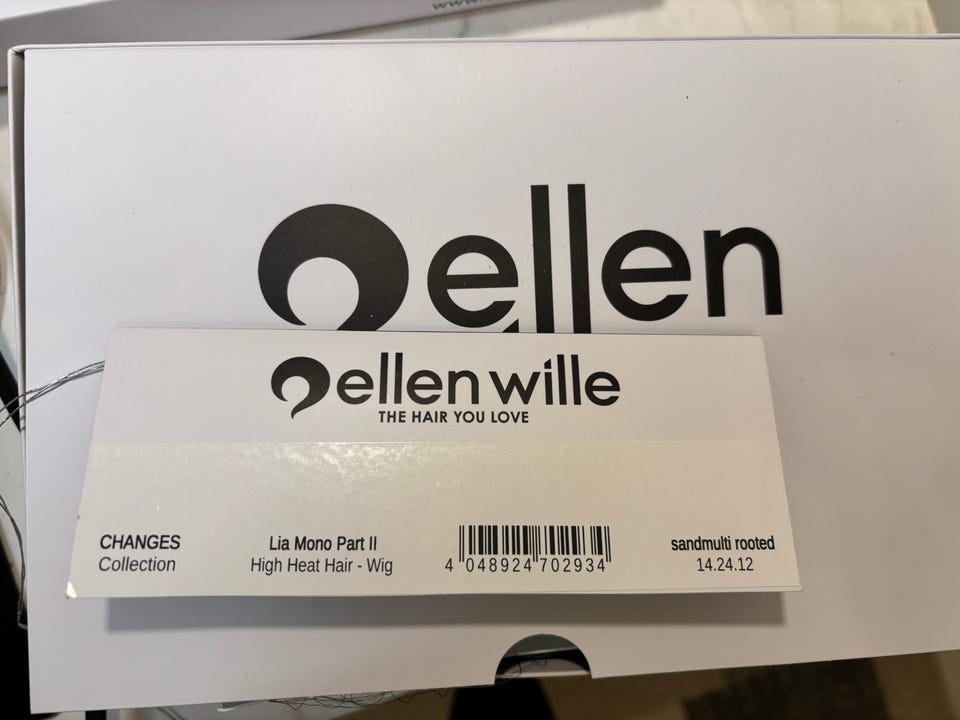 ellen
ellen wille
THE HAIR YOU LOVE
CHANGES
Collection
Lia Mono Part II
High Heat Hair - Wig
4 048924 702934
sandmulti rooted
14.24.12